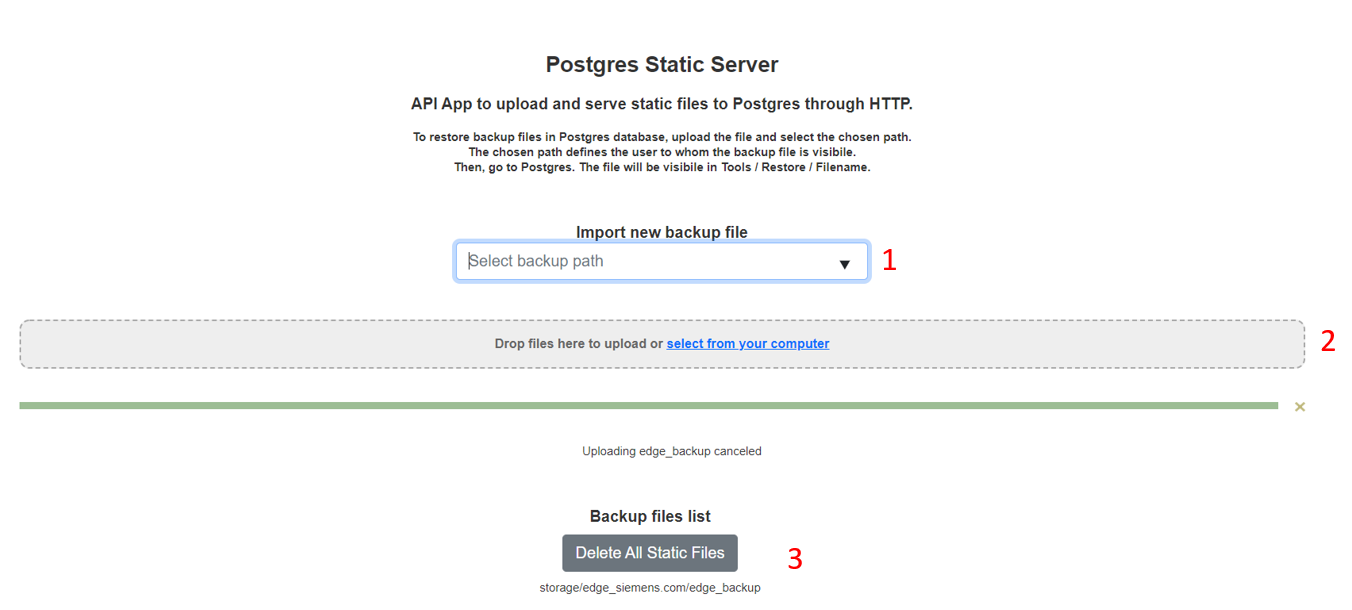 Postgres Static Server
API App to upload and serve static files to Postgres through HTTP.
To restore backup files in Postgres database, upload the file and select the chosen path.
The chosen path defines the user to whom the backup file is visibile.
Then, go to Postgres. The file will be visibile in Tools / Restore / Filename.
Import new backup file
Select backup path
1
Drop files here to upload or select from your computer
2
Uploading edge_backup canceled
Backup files list
Delete All Static Files
3
storage/edge_siemens.com/edge_backup